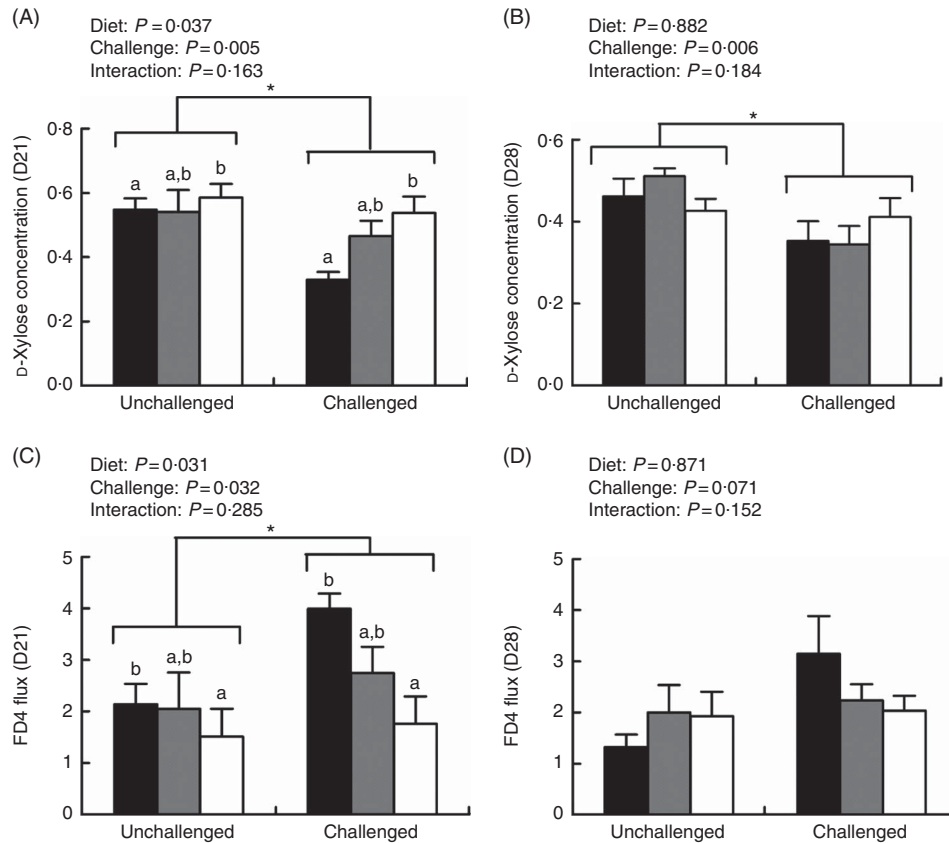 (A)
Diet: P=0·037
Challenge: P=0·005
Interaction: P=0·163
*
0·8
0·6
0·4
0·2
0·0
a
a,b
b
a
a,b
b
D-Xylose concentration (D21)
Unchallenged
Challenged
(B)
Diet: P=0·882
Challenge: P=0·006
Interaction: P=0·184
*
0·6
0·4
0·2
0·0
D-Xylose concentration (D28)
Unchallenged
Challenged
(C)
Diet: P=0·031
Challenge: P=0·032
Interaction: P=0·285
*
5
4
3
2
1
0
b
a,b
a
b
a,b
a
FD4 flux (D21)
Unchallenged
Challenged
(D)
Diet: P=0·871
Challenge: P=0·071
Interaction: P=0·152
5
4
3
2
1
0
FD4 flux (D28)
Unchallenged
Challenged